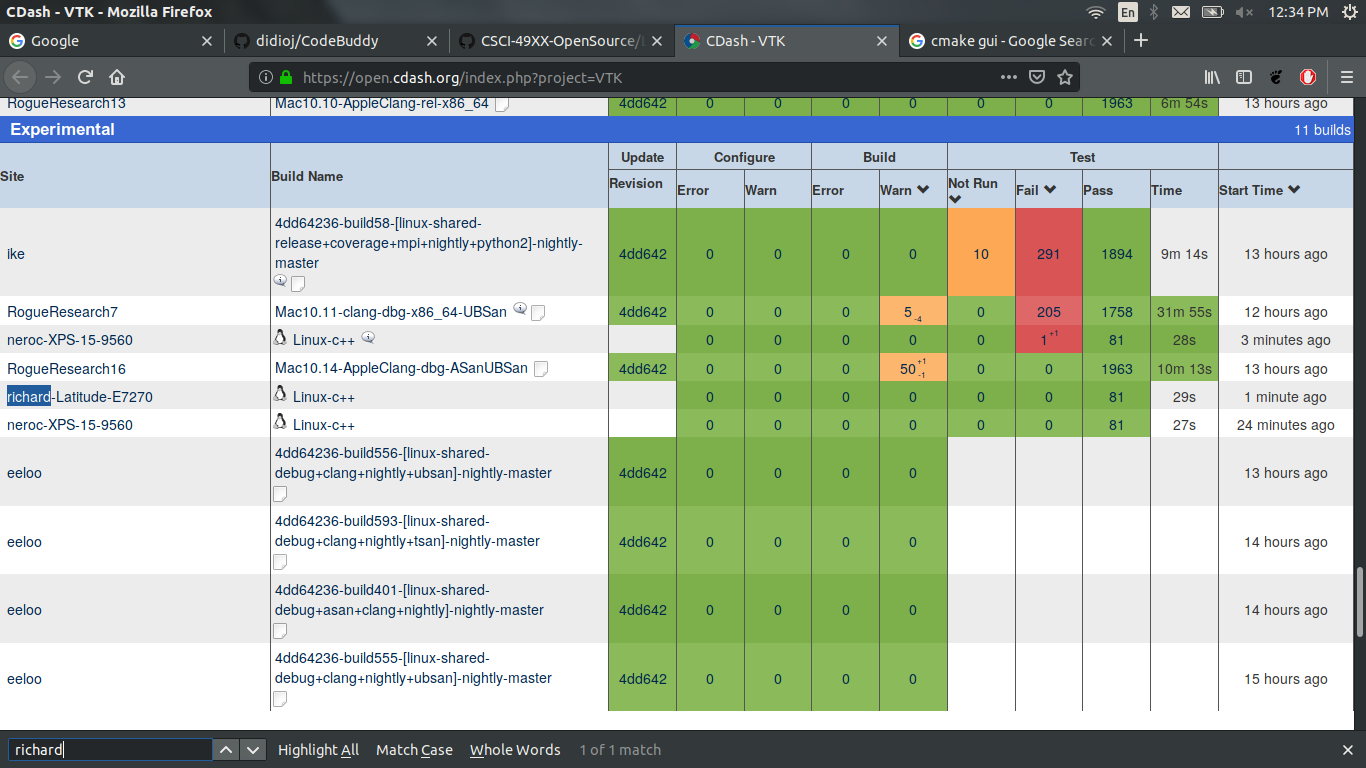 CDash - VTK - Mozilla Firefox
En
12:34 PM
Google
didioj/CodeBuddy
CSCI-49XX-OpenSource/
CDash - VTK
cmake gui - Google Sear
https://open.cdash.org/index.php?project=VTK
RogueResearch13 Mac10.10-AppleClang-rel-x86_64 4dd642 0 0 0 0 0 0 1963 6m 54s 13 hours ago
Experimental 11 builds
Update Configure Build Test
Site Build Name Revision Error Warn Error Warn Not Run Fail Pass Time Start Time
4dd64236-build58-[linux-shared-
release+coverage+mpi+nightly+python2]-nightly-
master
ike 4dd642 0 0 0 0 10 291 1894 9m 14s 13 hours ago
RogueResearch7 Mac10.11-clang-dbg-x86_64-UBSan 4dd642 0 0 0 5 -4 0 205 1758 31m 55s 12 hours ago
neroc-XPS-15-9560 Linux-c++ 0 0 0 0 0 1 +1 81 28s 3 minutes ago
RogueResearch16 Mac10.14-AppleClang-dbg-ASanUBSan 4dd642 0 0 0 50 +1 -1 0 0 1963 10m 13s 13 hours ago
richard-Latitude-E7270 Linux-c++ 0 0 0 0 0 0 81 29s 1 minute ago
neroc-XPS-15-9560 Linux-c++ 0 0 0 0 0 0 81 27s 24 minutes ago
4dd64236-build556-[linux-shared-
debug+clang+nightly+ubsan]-nightly-master
eeloo 4dd642 0 0 0 0 13 hours ago
4dd64236-build593-[linux-shared-
debug+clang+nightly+tsan]-nightly-master
eeloo 4dd642 0 0 0 0 14 hours ago
4dd64236-build401-[linux-shared-
debug+asan+clang+nightly]-nightly-master
eeloo 4dd642 0 0 0 0 14 hours ago
4dd64236-build555-[linux-shared-
debug+clang+nightly+ubsan]-nightly-master
eeloo 4dd642 0 0 0 0 15 hours ago
richard Highlight All Match Case Whole Words 1 of 1 match